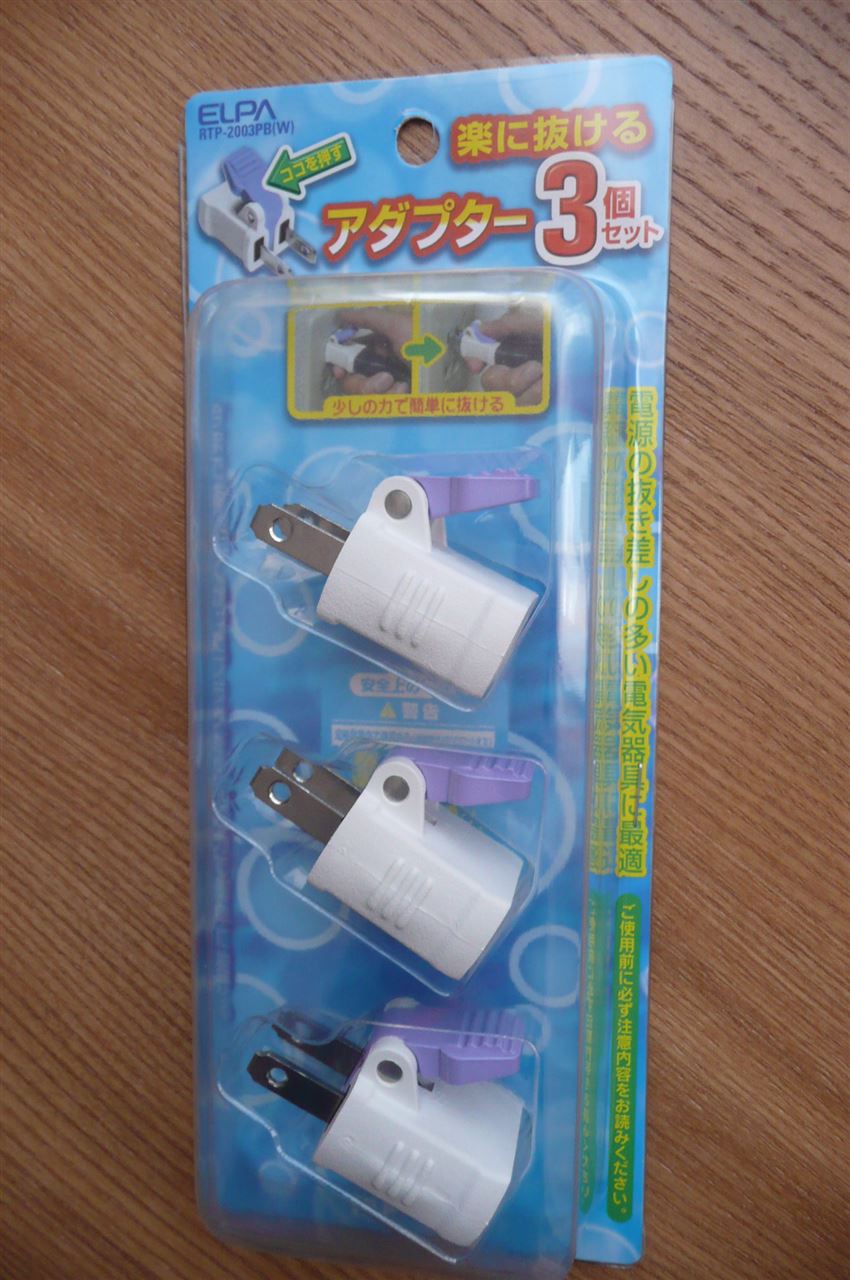 ELPA
RTP-2003PB(W)
ココを押す
楽に抜ける
アダプター3個セット
少しの力で簡単に抜ける
電源の抜き差しの多い電気器具に最適
安全上の
警告
ご使用前に必ず注意内容をお読みください。